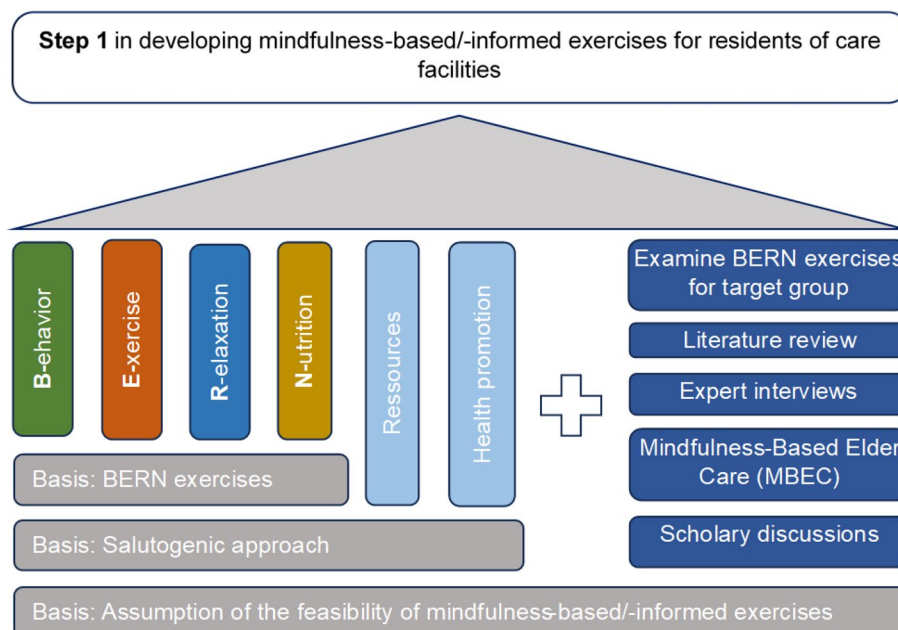 Step 1 in developing mindfulness-based/-informed exercises for residents of care
facilities
B-ehavior
E-xercise
R-elaxation
N-utrition
Ressources
Health promotion
Basis: BERN exercises
Basis: Salutogenic approach
Basis: Assumption of the feasibility of mindfulness-based/-informed exercises
Examine BERN exercises
for target group
Literature review
Expert interviews
Mindfulness-Based Elder
Care (MBEC)
Scholary discussions